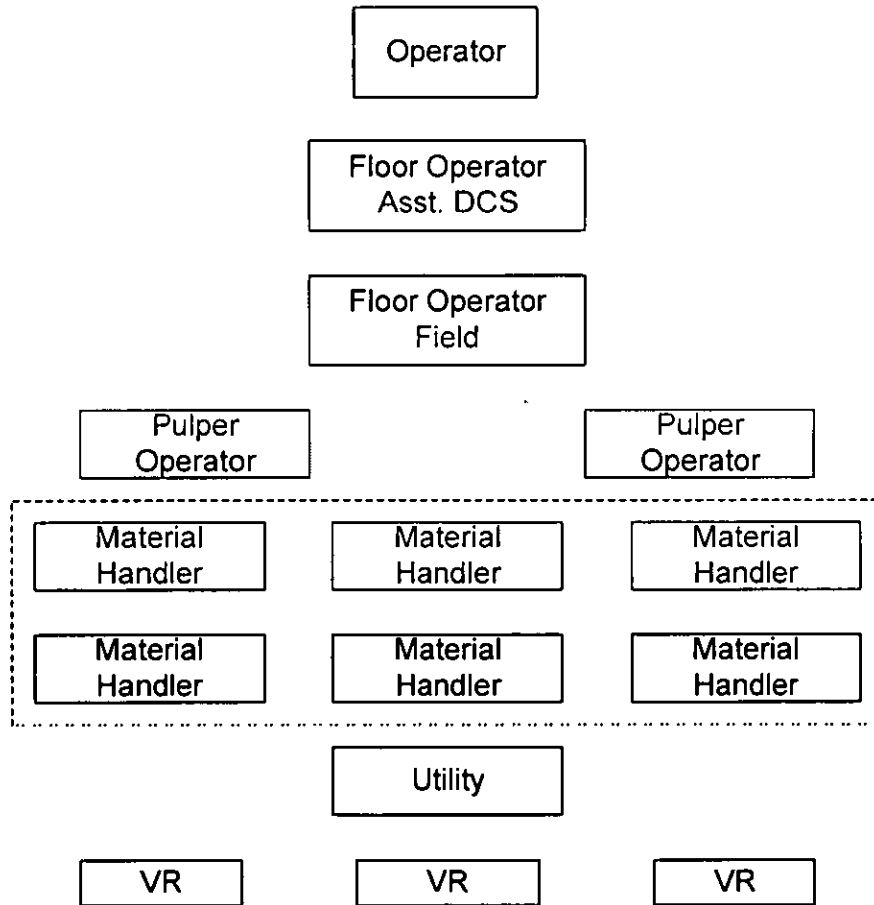 Operator
Floor Operator
Asst. DCS
Floor Operator
Field
Pulper
Operator
Pulper
Operator
Material
Handler
Material
Handler
Material
Handler
Material
Handler
Material
Handler
Material
Handler
Utility
VR
VR
VR